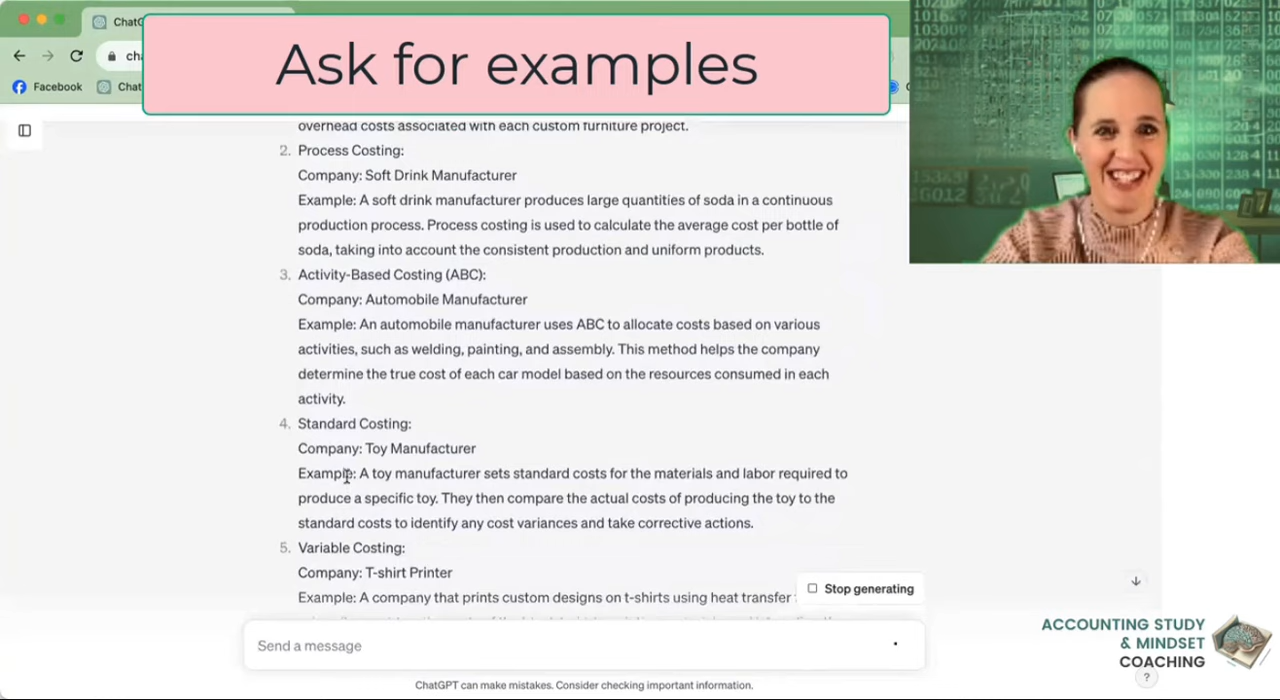 ChatG
Ask for examples
ch
Facebook
Chat
overhead costs associated with each custom furniture project.
2. Process Costing:
Company: Soft Drink Manufacturer
Example: A soft drink manufacturer produces large quantities of soda in a continuous
production process. Process costing is used to calculate the average cost per bottle of
soda, taking into account the consistent production and uniform products.
3. Activity-Based Costing (ABC):
Company: Automobile Manufacturer
Example: An automobile manufacturer uses ABC to allocate costs based on various
activities, such as welding, painting, and assembly. This method helps the company
determine the true cost of each car model based on the resources consumed in each
activity.
4. Standard Costing:
Company: Toy Manufacturer
Example: A toy manufacturer sets standard costs for the materials and labor required to
produce a specific toy. They then compare the actual costs of producing the toy to the
standard costs to identify any cost variances and take corrective actions.
5. Variable Costing:
Company: T-shirt Printer
Example: A company that prints custom designs on t-shirts using heat transfer
Stop generating
Send a message
ChatGPT can make mistakes. Consider checking important information.
ACCOUNTING STUDY
& MINDSET
COACHING
?